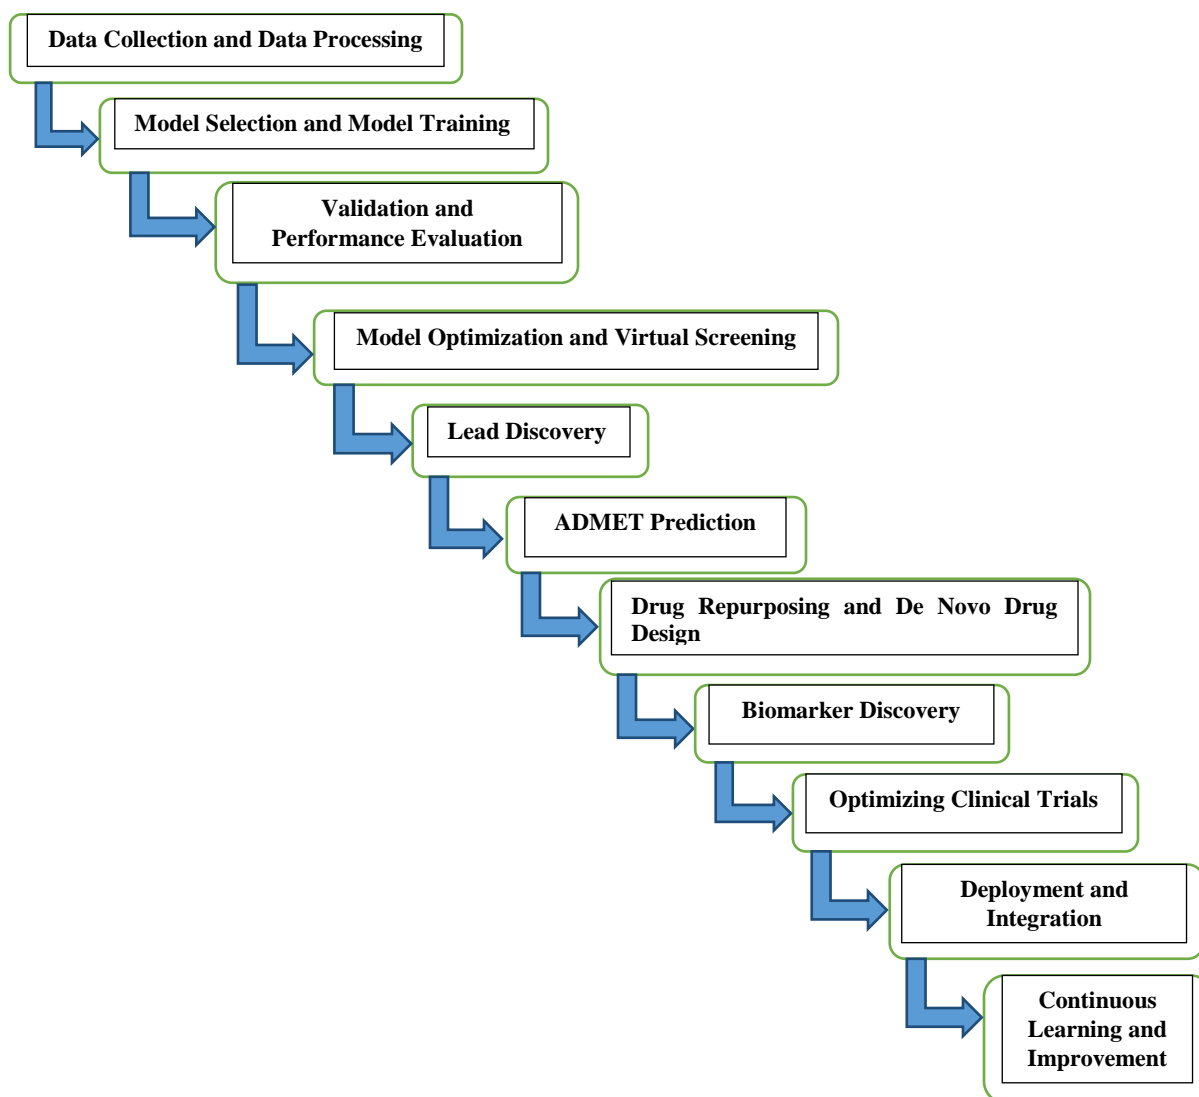 Data Collection and Data Processing
Model Selection and Model Training
Validation and
Performance Evaluation
Model Optimization and Virtual Screening
Lead Discovery
ADMET Prediction
Drug Repurposing and De Novo Drug
Design
Biomarker Discovery
Optimizing Clinical Trials
Deployment and
Integration
Continuous
Learning and
Improvement